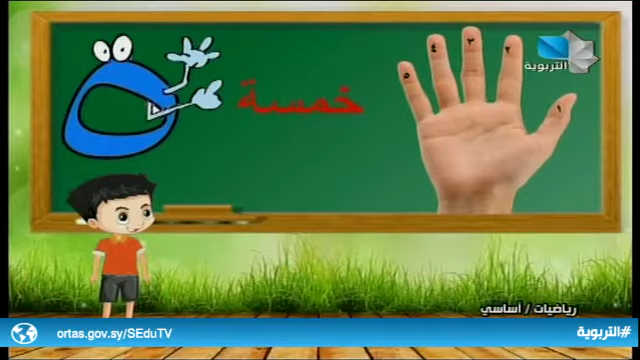 التربوية
خمسة
١
٢
٣
٤
٥
رياضيات / أساسي
ortas.gov.sy/SEduTV
#التربوية